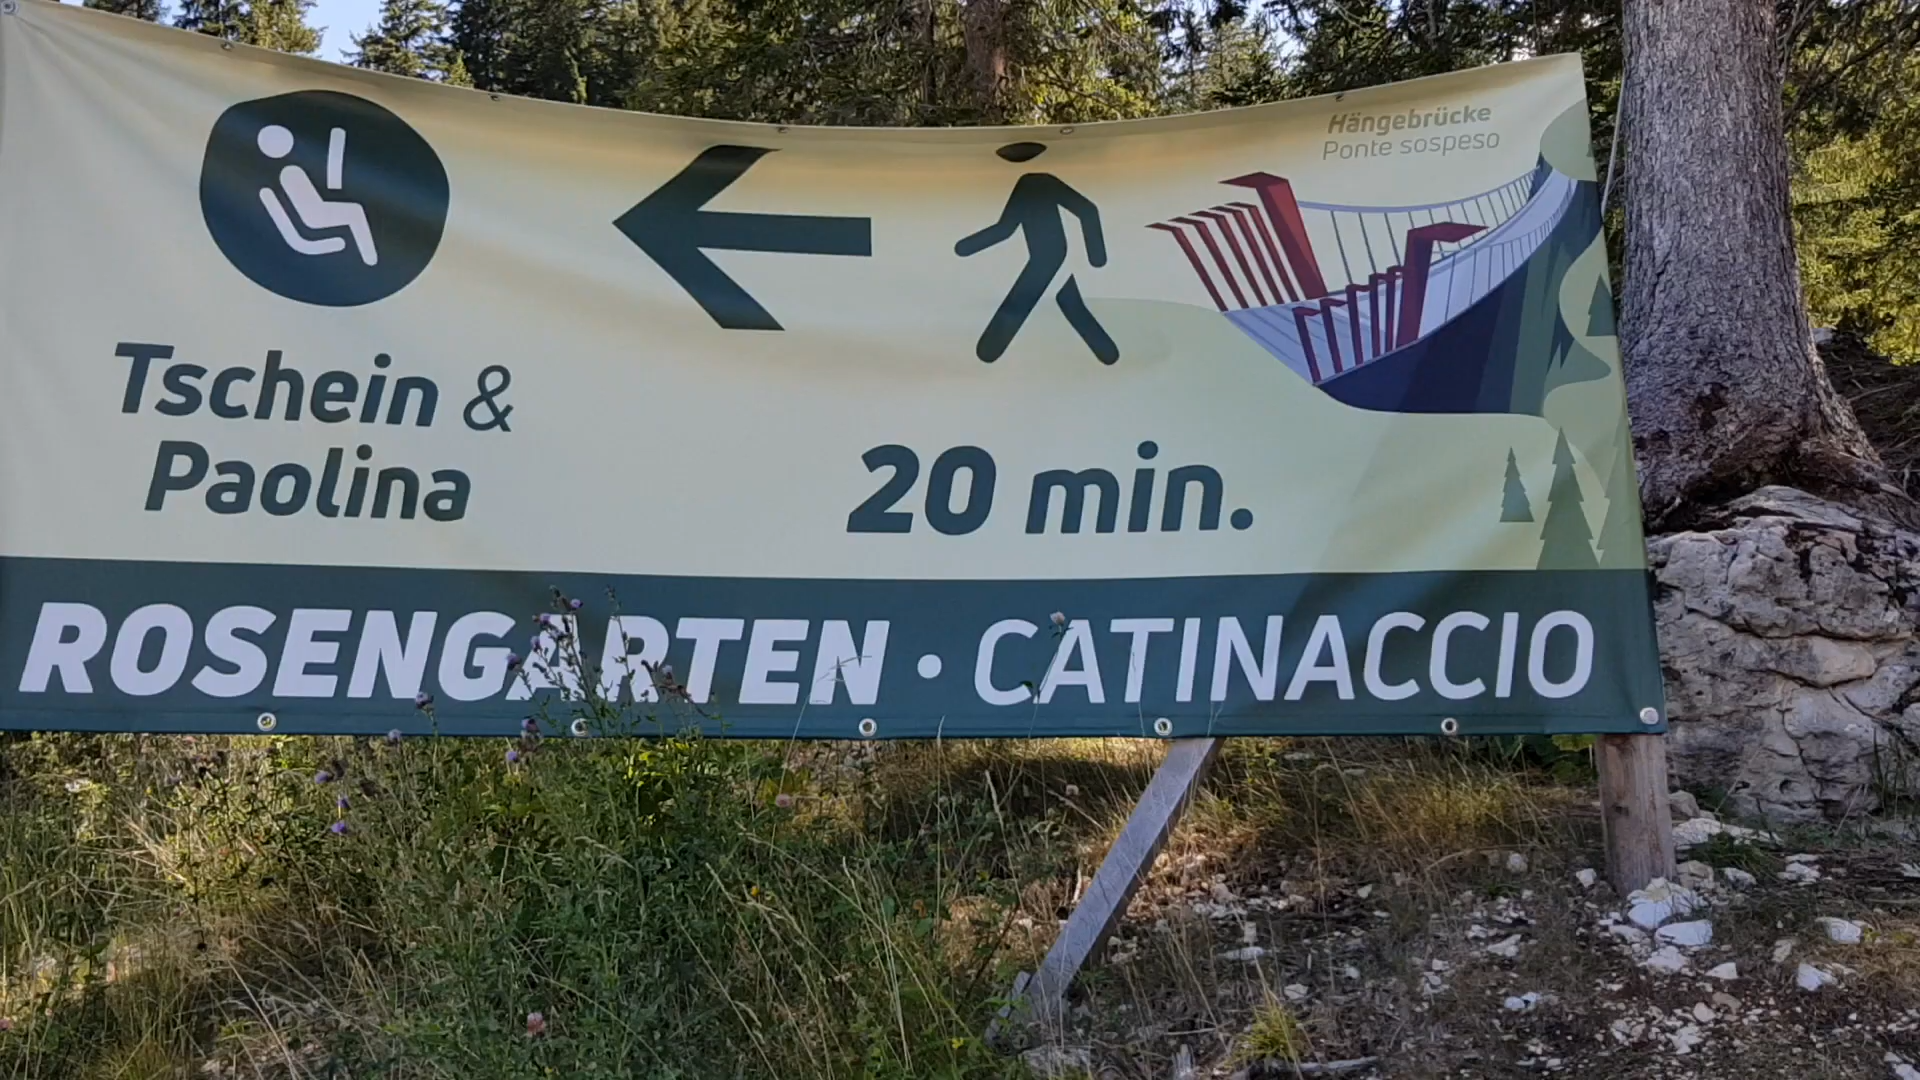 Hängebrücke
Ponte sospeso
Tschein &
Paolina
20 min.
ROSENGARTEN • CATINACCIO